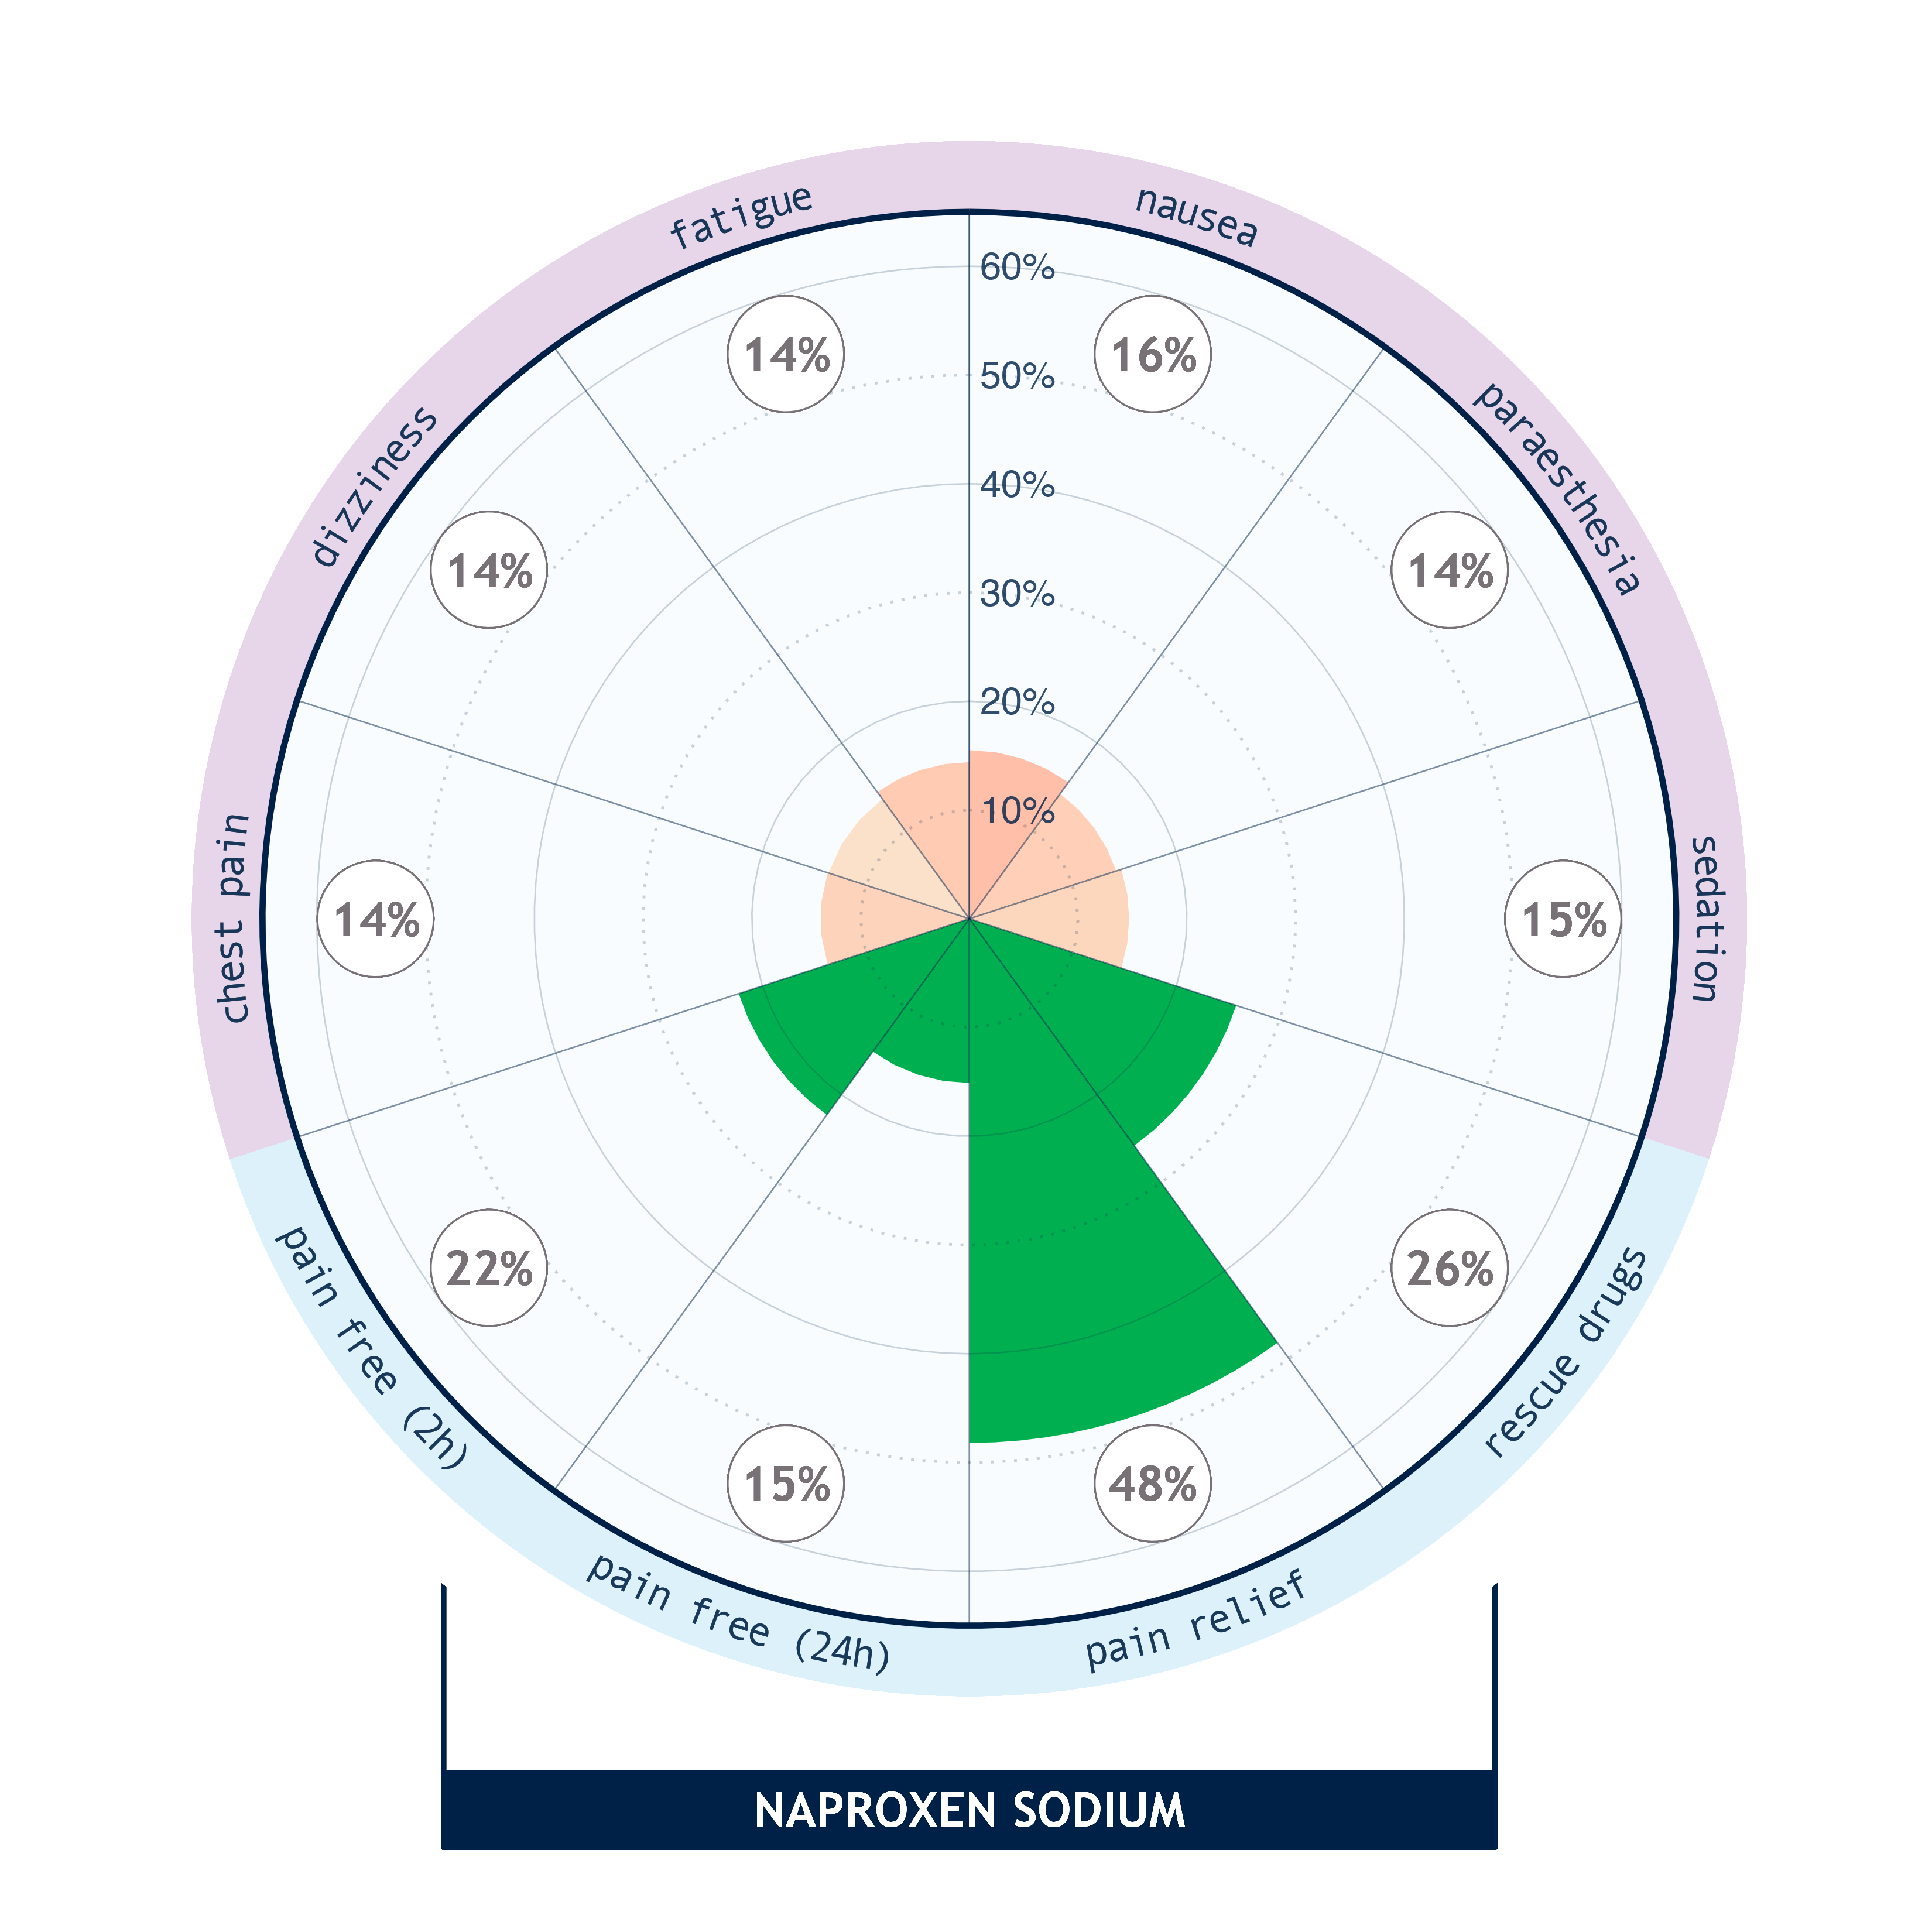 fatigue
nausea
60%
14%
16%
50%
dizziness
paraesthesia
40%
14%
14%
30%
20%
10%
chest pain
14%
15%
sedation
22%
26%
pain free (2h)
rescue drugs
15%
48%
pain free (24h)
pain relief
NAPROXEN SODIUM